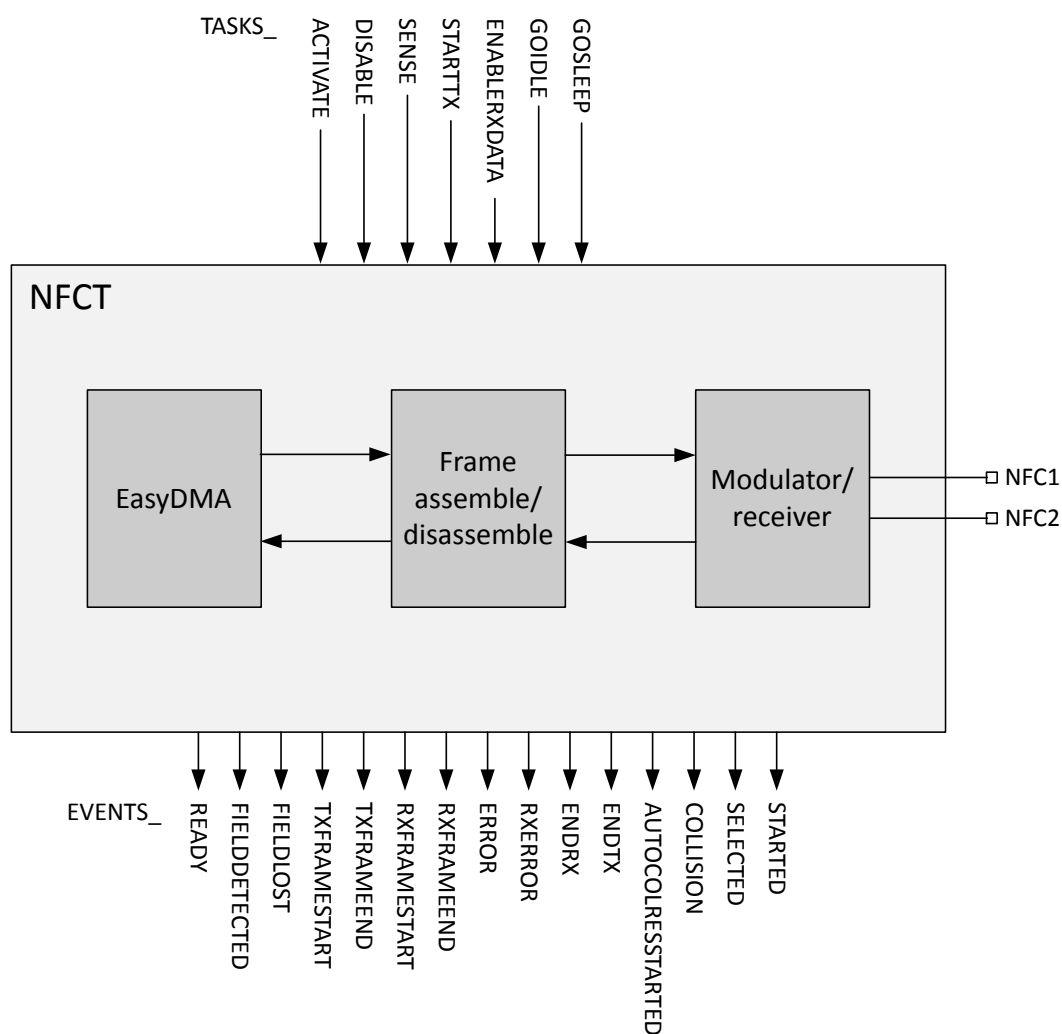 TASKS_
ACTIVATE
DISABLE
SENSE
STARTTX
ENABLERXDATA
GOIDLE
GOSLEEP
NFCT
EasyDMA
Frame
assemble/
disassemble
Modulator/
receiver
NFC1
NFC2
EVENTS_
READY
FIELDDETECTED
FIELDLOST
TXFRAMESTART
TXFRAMEEND
RXFRAMESTART
RXFRAMEEND
ERROR
RXERROR
ENDRX
ENDTX
AUTOCOLRESSTARTED
COLLISION
SELECTED
STARTED